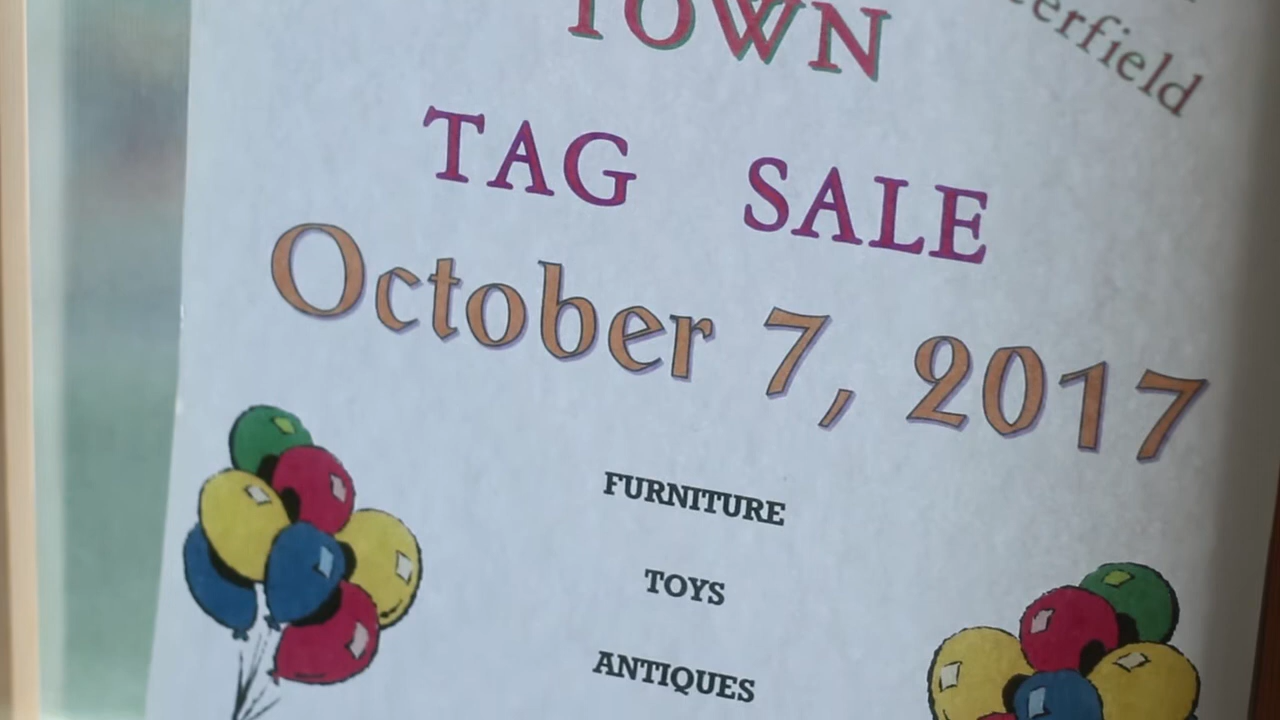 TOWN
TAG SALE
October 7, 2017
FURNITURE
TOYS
ANTIQUES